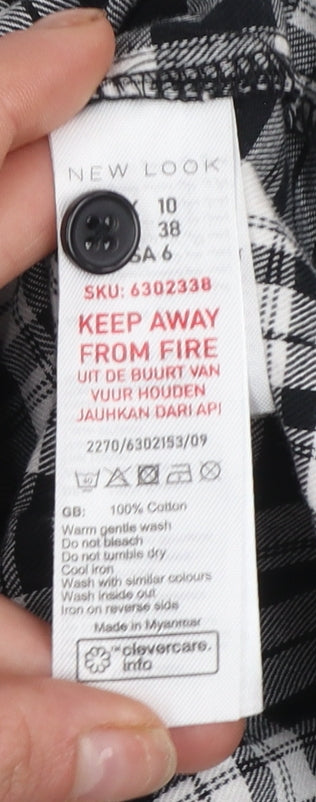 NEW LOOK
10
38
SA 6
SKU: 6302338
KEEP AWAY
FROM FIRE
UIT DE BUURT VAN
VUUR HOUDEN
JAUHKAN DARI API
2270/6302153/09
GB: 100% Cotton
Warm gentle wash
Do not bleach
Do not tumble dry
Cool iron
Wash with similar colours
Wash inside out
Iron on reverse side
Made in Myanmar
™clevercare.
info